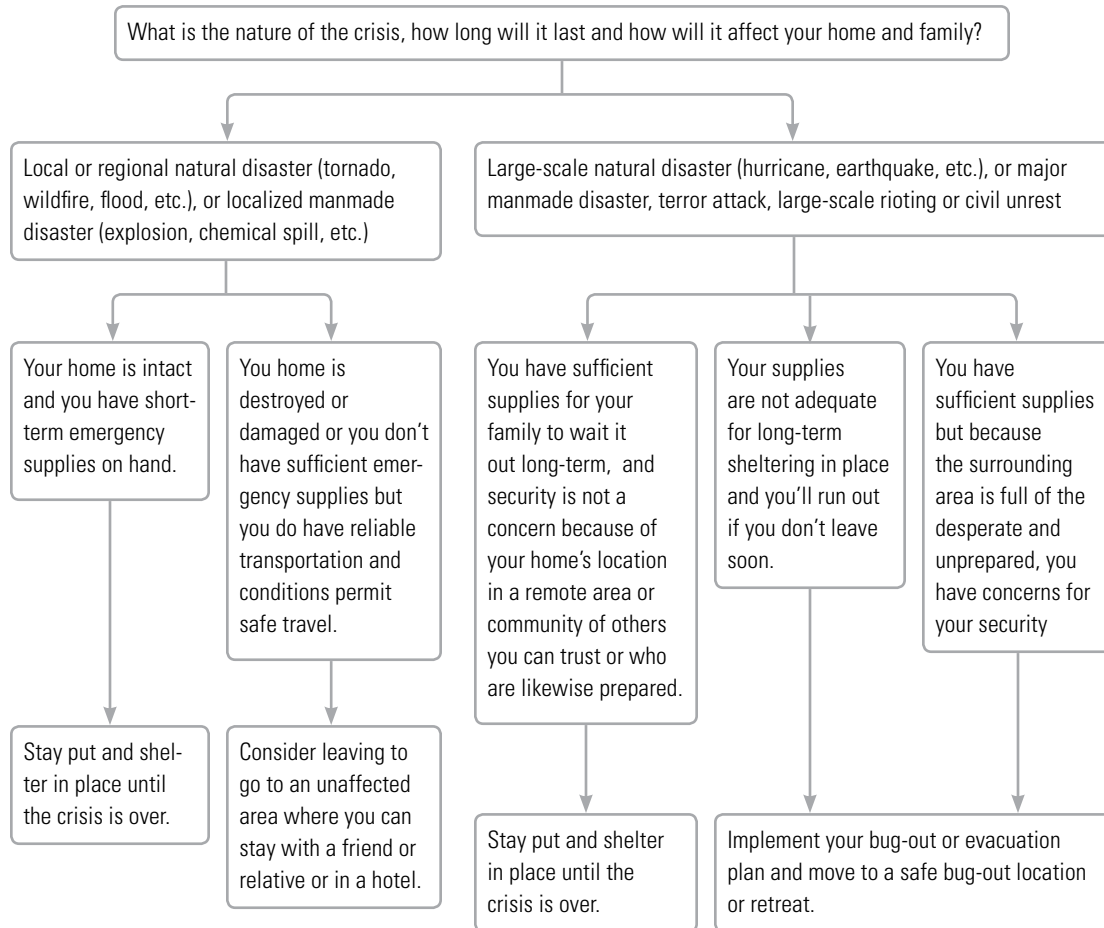 What is the nature of the crisis, how long will it last and how will it affect your home and family?
Local or regional natural disaster (tornado,
wildfire, flood, etc.), or localized manmade
disaster (explosion, chemical spill, etc.)
Large-scale natural disaster (hurricane, earthquake, etc.), or major
manmade disaster, terror attack, large-scale rioting or civil unrest
Your home is intact
and you have short-
term emergency
supplies on hand.
You home is
destroyed or
damaged or you don't
have sufficient emer-
gency supplies but
you do have reliable
transportation and
conditions permit
safe travel.
You have sufficient
supplies for your
family to wait it
out long-term, and
security is not a
concern because of
your home's location
in a remote area or
community of others
you can trust or who
are likewise prepared.
Your supplies
are not adequate
for long-term
sheltering in place
and you'll run out
if you don't leave
soon.
You have
sufficient supplies
but because
the surrounding
area is full of the
desperate and
unprepared, you
have concerns for
your security
Stay put and shel-
ter in place until
the crisis is over.
Consider leaving to
go to an unaffected
area where you can
stay with a friend or
relative or in a hotel.
Stay put and shelter
in place until the
crisis is over.
Implement your bug-out or evacuation
plan and move to a safe bug-out location
or retreat.